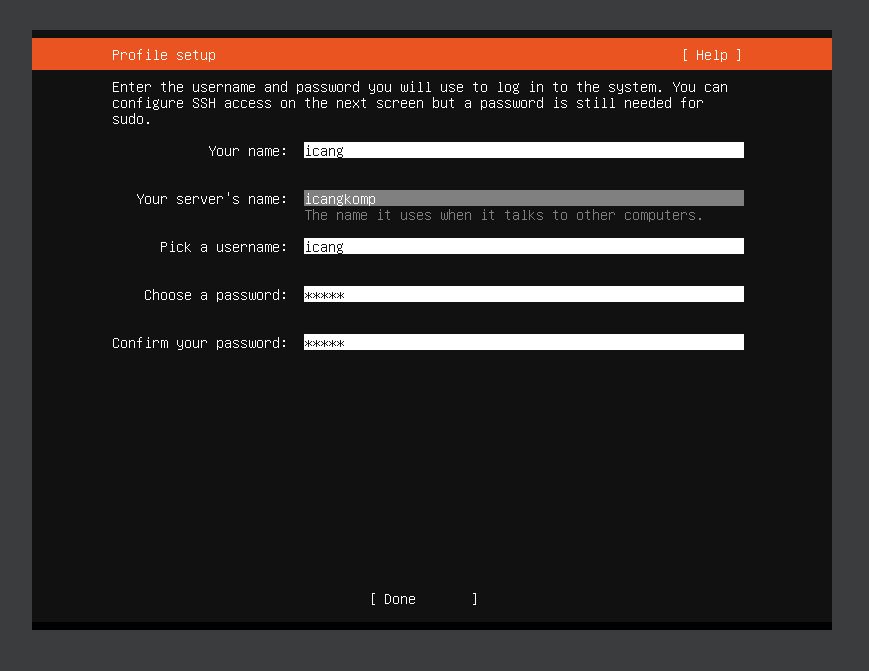 Profile setup [ Help ]
Enter the username and password you will use to log in to the system. You can
configure SSH access on the next screen but a password is still needed for
sudo.
Your name: icang
Your server's name: icangkomp
The name it uses when it talks to other computers.
Pick a username: icang
Choose a password: *****
Confirm your password: *****
[ Done ]